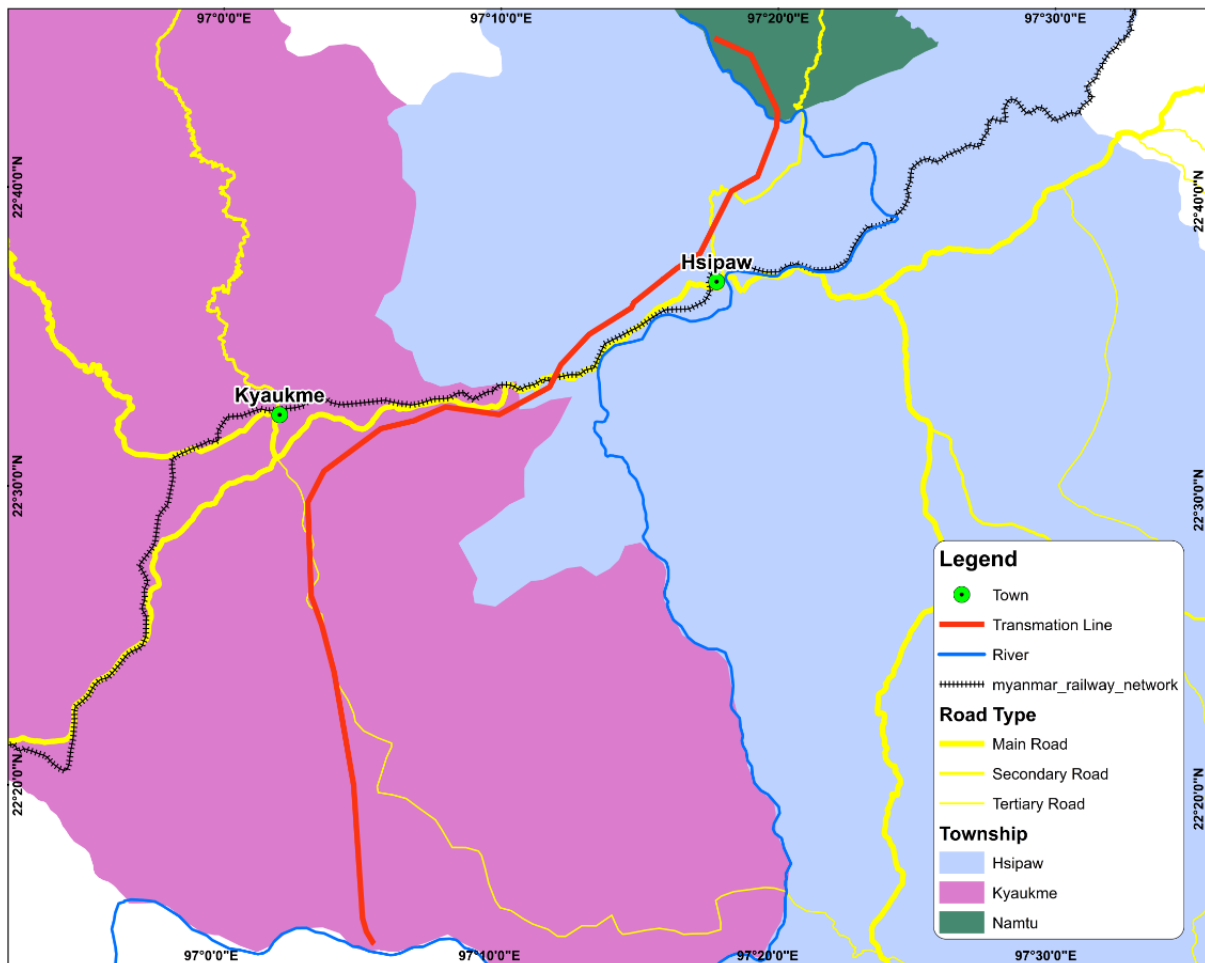 97°0'0"E
97°10'0"E
97°20'0"E
97°30'0"E
22°40'0"N
22°40'0"N
Hsipaw
Kyaukme
22°30'0"N
22°30'0"N
22°20'0"N
22°20'0"N
Legend
Town
Transmation Line
River
myanmar_railway_network
Road Type
Main Road
Secondary Road
Tertiary Road
Township
Hsipaw
Kyaukme
Namtu
97°0'0"E
97°10'0"E
97°20'0"E
97°30'0"E